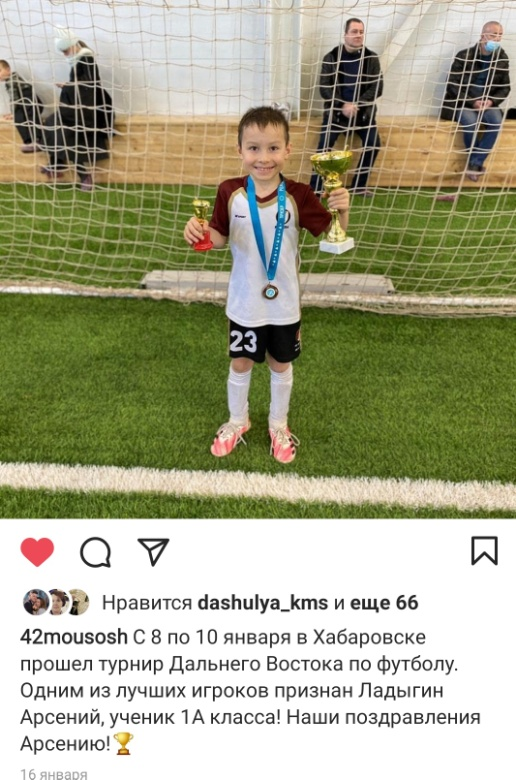 23
Нравится dashulya_kms и еще 66
42mousosh С 8 по 10 января в Хабаровске
прошел турнир Дальнего Востока по футболу.
Одним из лучших игроков признан Ладыгин
Арсений, ученик 1А класса! Наши поздравления
Арсению!🏆
16 января